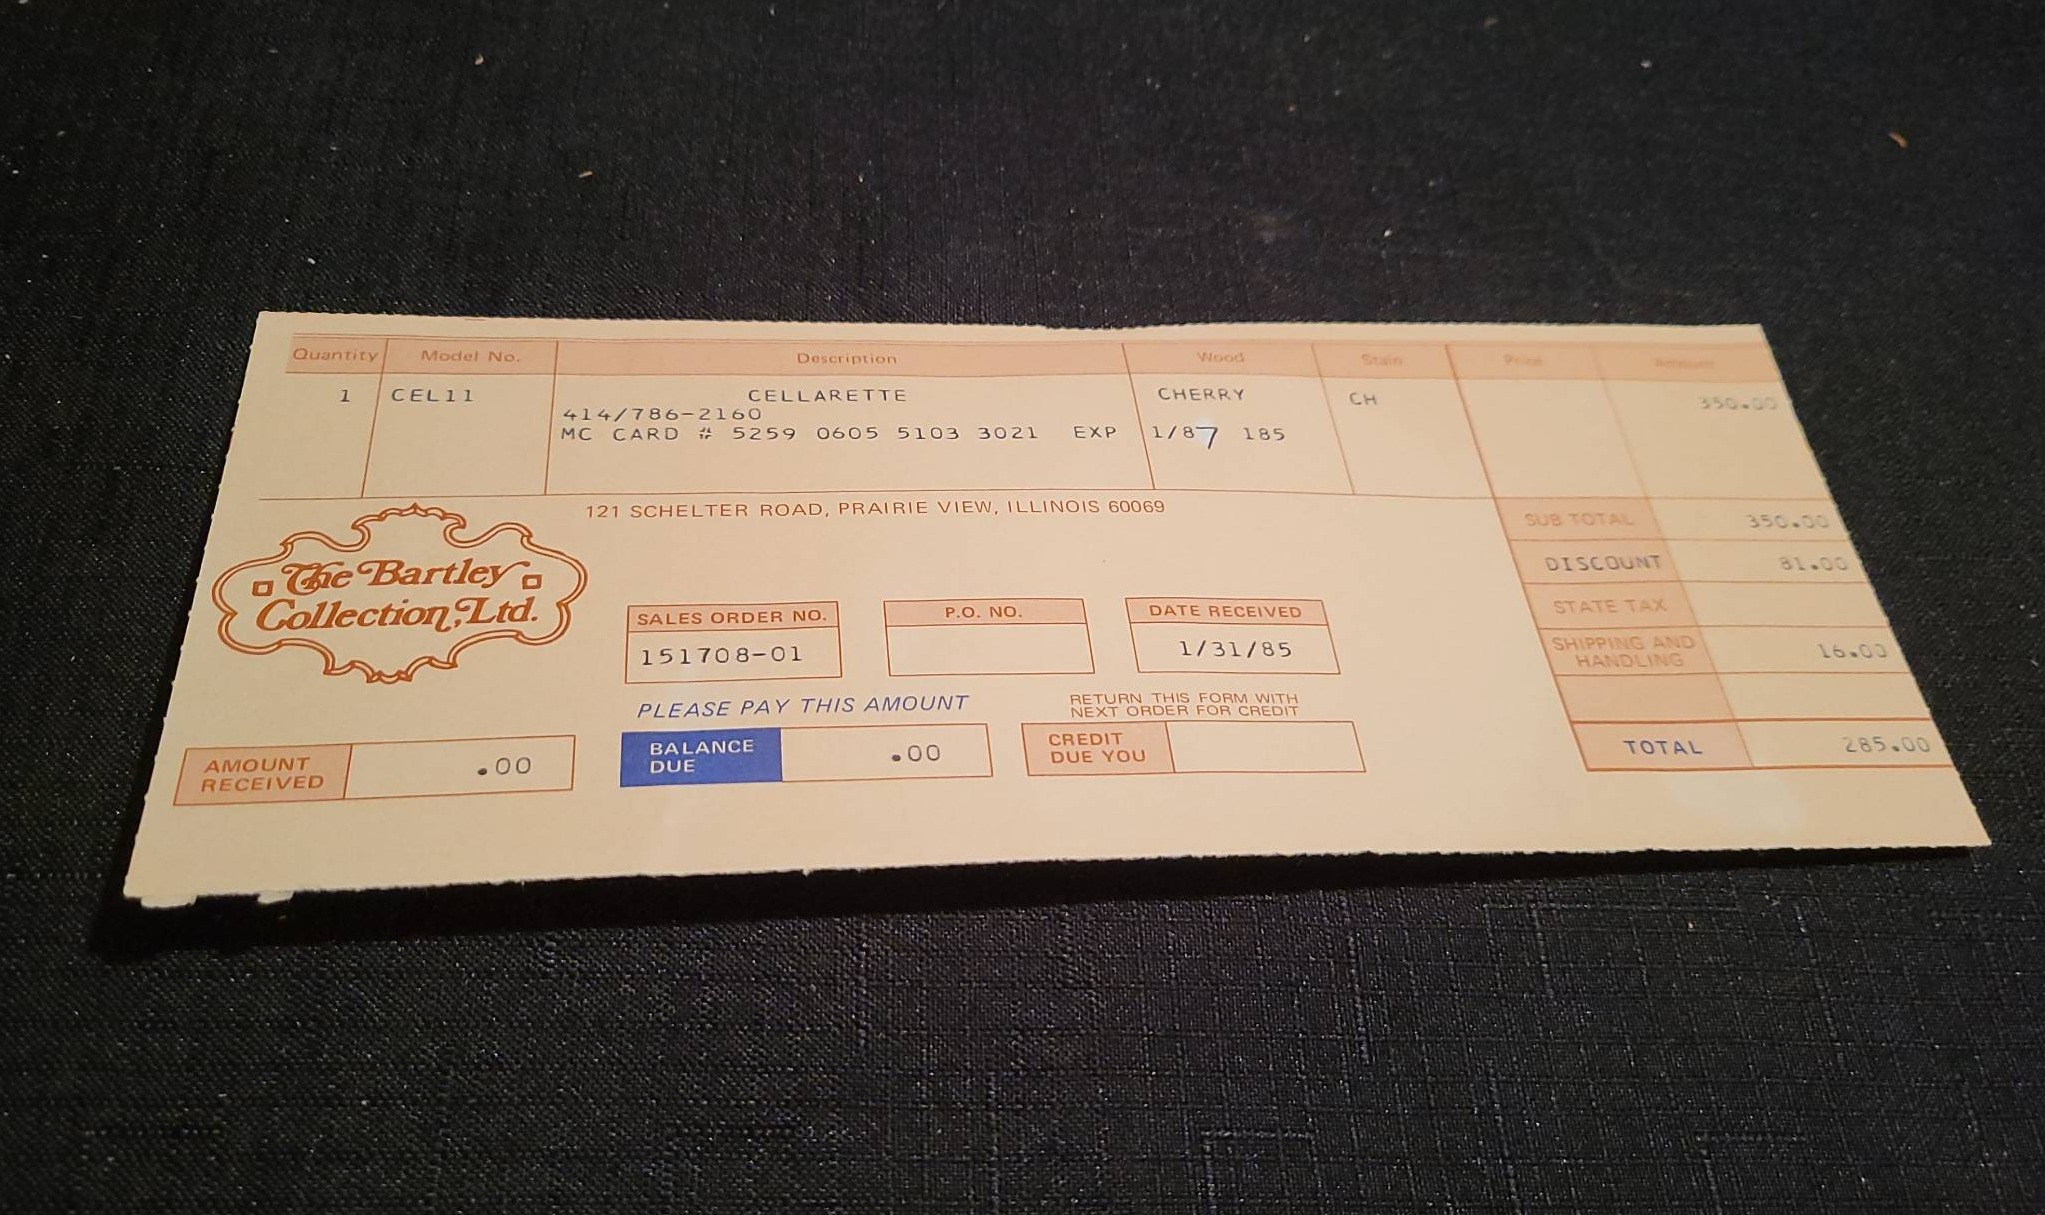 Quantity Model No. Description Wood Stain Price Amount
1 CEL11 CELLARETTE CHERRY CH 350.00
414/786-2160
MC CARD # 5259 0605 5103 3021 EXP 1/87 185
121 SCHELTER ROAD, PRAIRIE VIEW, ILLINOIS 60069
SUB TOTAL 350.00
The Bartley
Collection, Ltd.
DISCOUNT 81.00
SALES ORDER NO. P.O. NO. DATE RECEIVED
STATE TAX
151708-01 1/31/85
SHIPPING AND
HANDLING 16.00
PLEASE PAY THIS AMOUNT
RETURN THIS FORM WITH
NEXT ORDER FOR CREDIT
AMOUNT
RECEIVED .00
BALANCE
DUE .00
CREDIT
DUE YOU
TOTAL 285.00